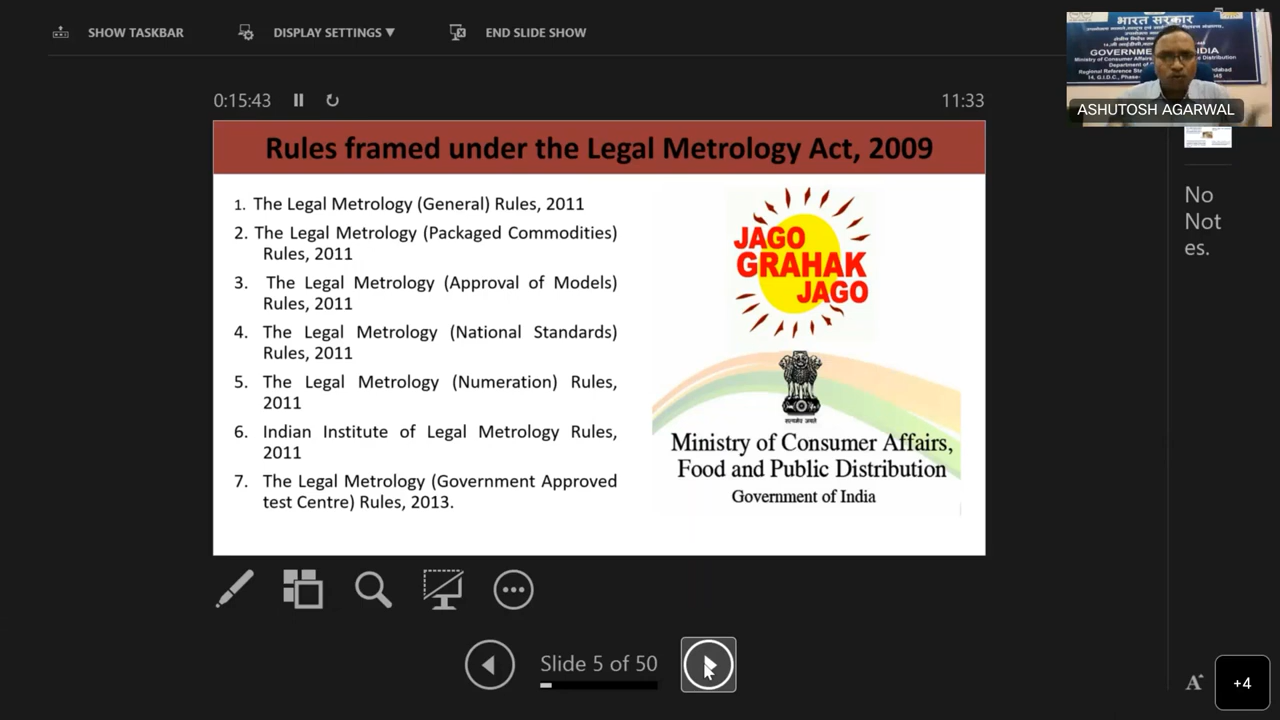 SHOW TASKBAR
DISPLAY SETTINGS ▼
END SLIDE SHOW
भारत सरकार
ASHUTOSH AGARWAL
0:15:43
11:33
Rules framed under the Legal Metrology Act, 2009
1. The Legal Metrology (General) Rules, 2011
2. The Legal Metrology (Packaged Commodities)
Rules, 2011
3. The Legal Metrology (Approval of Models)
Rules, 2011
4. The Legal Metrology (National Standards)
Rules, 2011
5. The Legal Metrology (Numeration) Rules,
2011
6. Indian Institute of Legal Metrology Rules,
2011
7. The Legal Metrology (Government Approved
test Centre) Rules, 2013.
JAGO
GRAHAK
JAGO
सत्यमेव जयते
Ministry of Consumer Affairs,
Food and Public Distribution
Government of India
No
Not
es.
Slide 5 of 50
A
+4